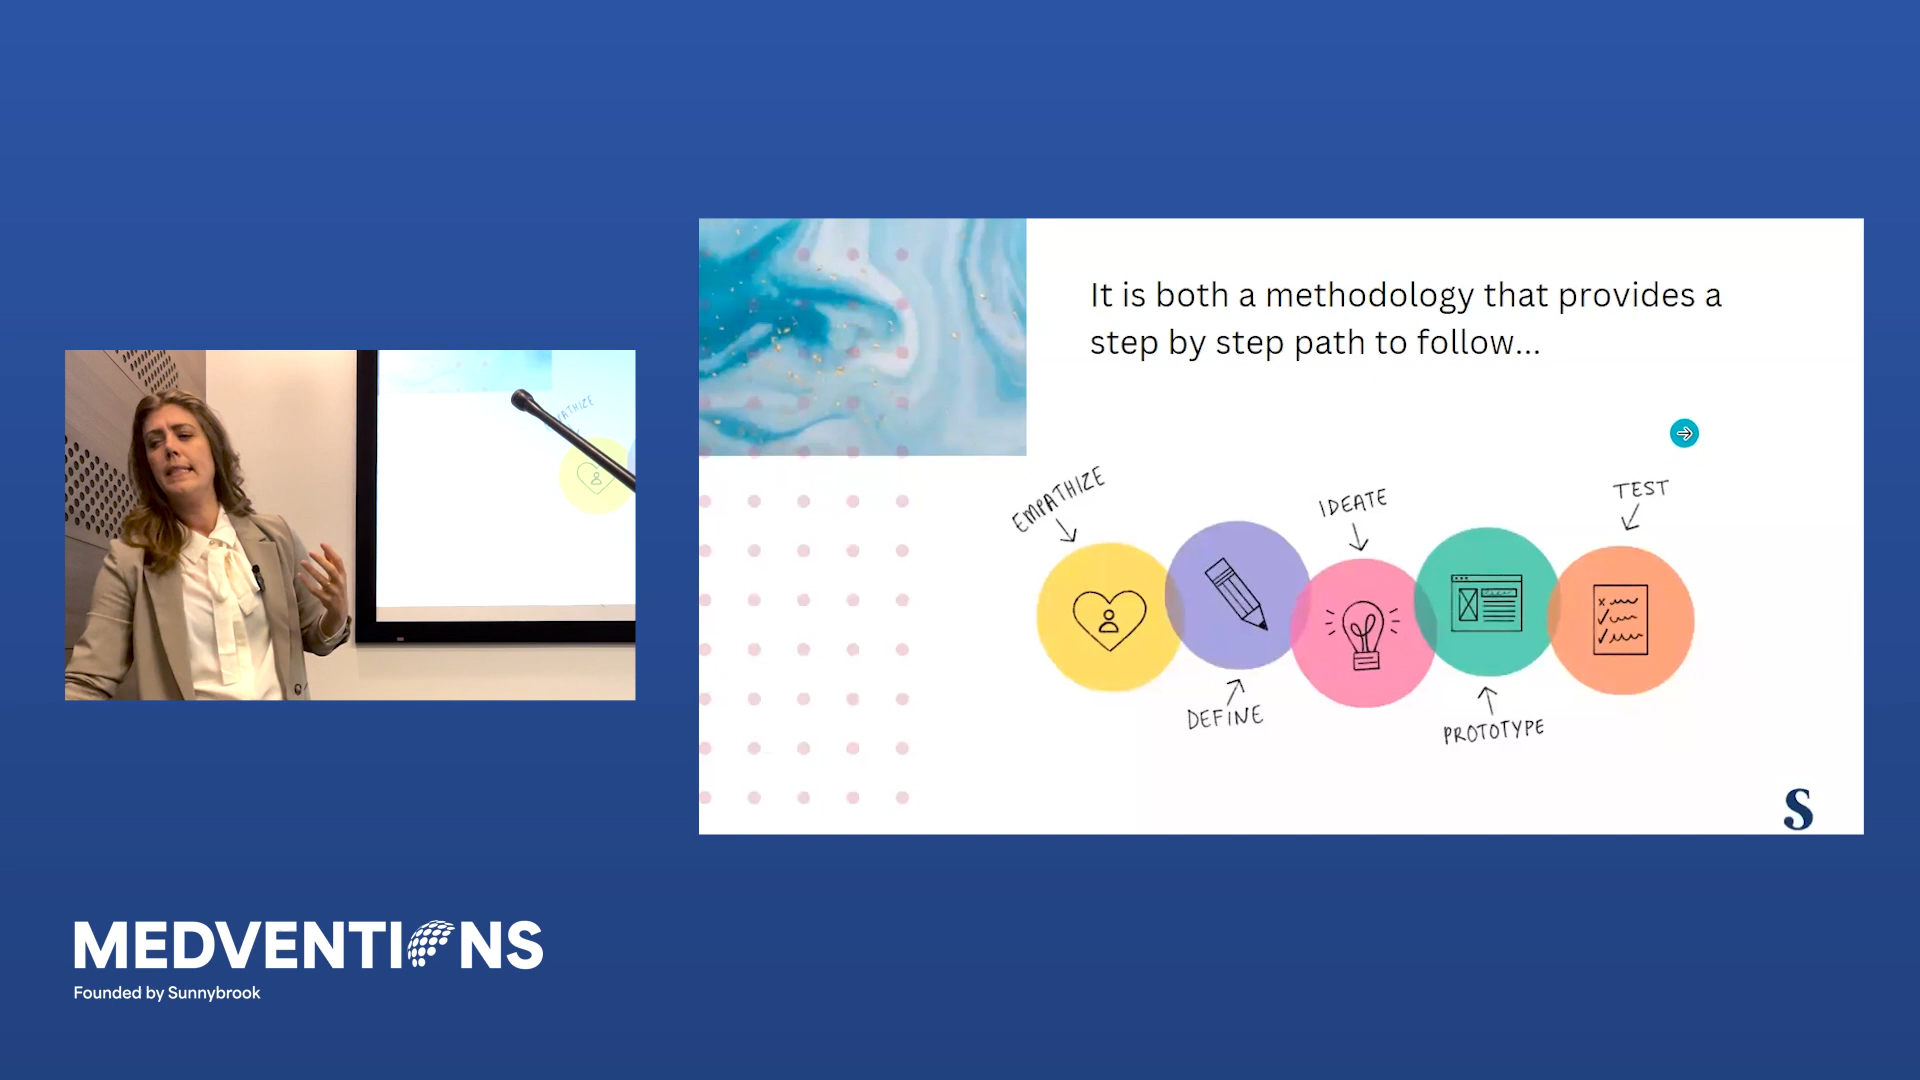 It is both a methodology that provides a
step by step path to follow...
EMPATHIZE
IDEATE
TEST
DEFINE
PROTOTYPE
S
MEDVENTIONS
Founded by Sunnybrook